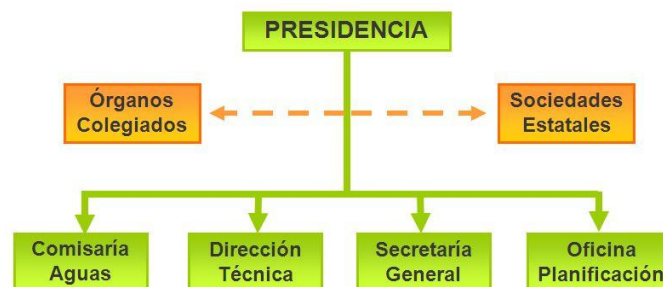 PRESIDENCIA
Órganos
Colegiados
Sociedades
Estatales
Comisaría
Aguas
Dirección
Técnica
Secretaría
General
Oficina
Planificación